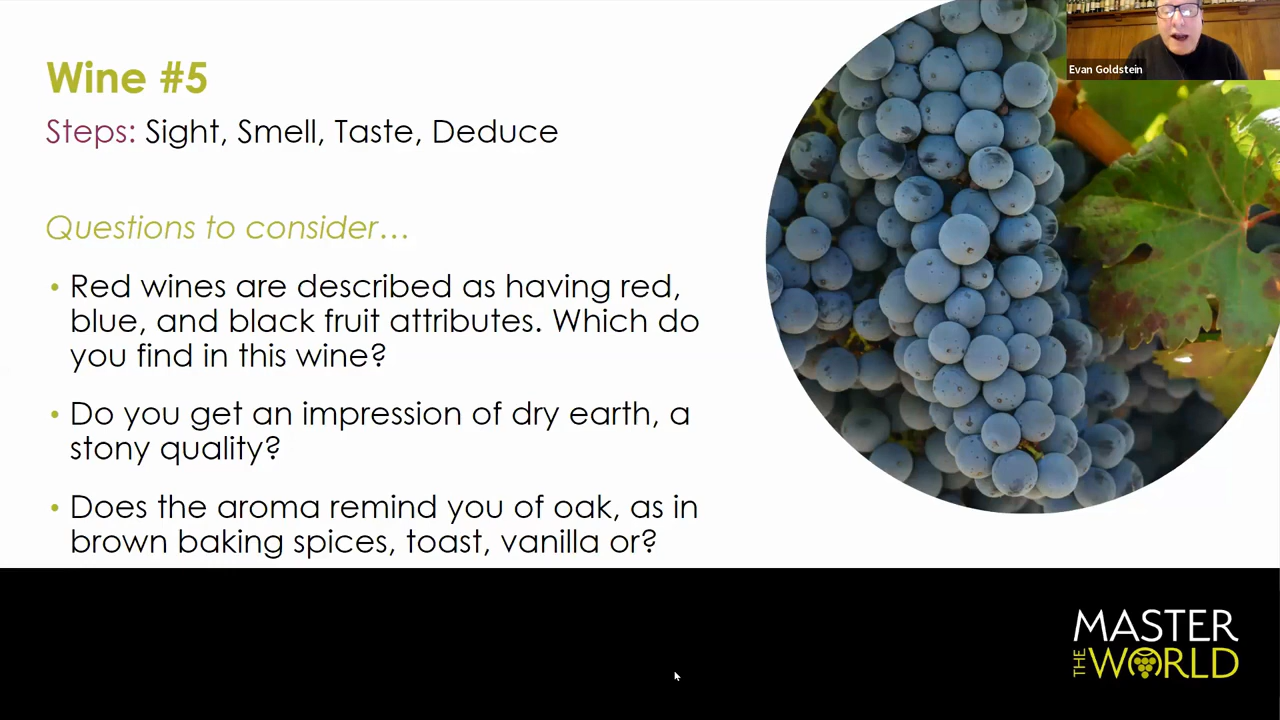 Wine #5
Steps: Sight, Smell, Taste, Deduce
Questions to consider…
• Red wines are described as having red,
blue, and black fruit attributes. Which do
you find in this wine?
• Do you get an impression of dry earth, a
stony quality?
• Does the aroma remind you of oak, as in
brown baking spices, toast, vanilla or?
Evan Goldstein
MASTER
THE WORLD